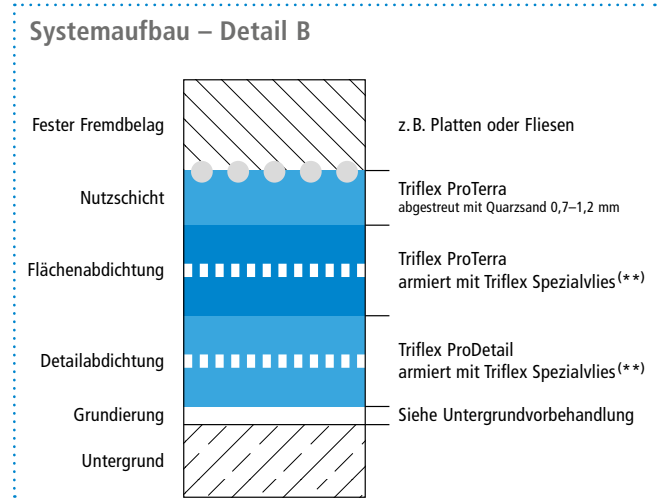 Systemaufbau – Detail B
Fester Fremdbelag
z. B. Platten oder Fliesen
Nutzschicht
Triflex ProTerra
abgestreut mit Quarzsand 0,7–1,2 mm
Flächenabdichtung
Triflex ProTerra
armiert mit Triflex Spezialvlies(**)
Detailabdichtung
Triflex ProDetail
armiert mit Triflex Spezialvlies(**)
Grundierung
Siehe Untergrundvorbehandlung
Untergrund